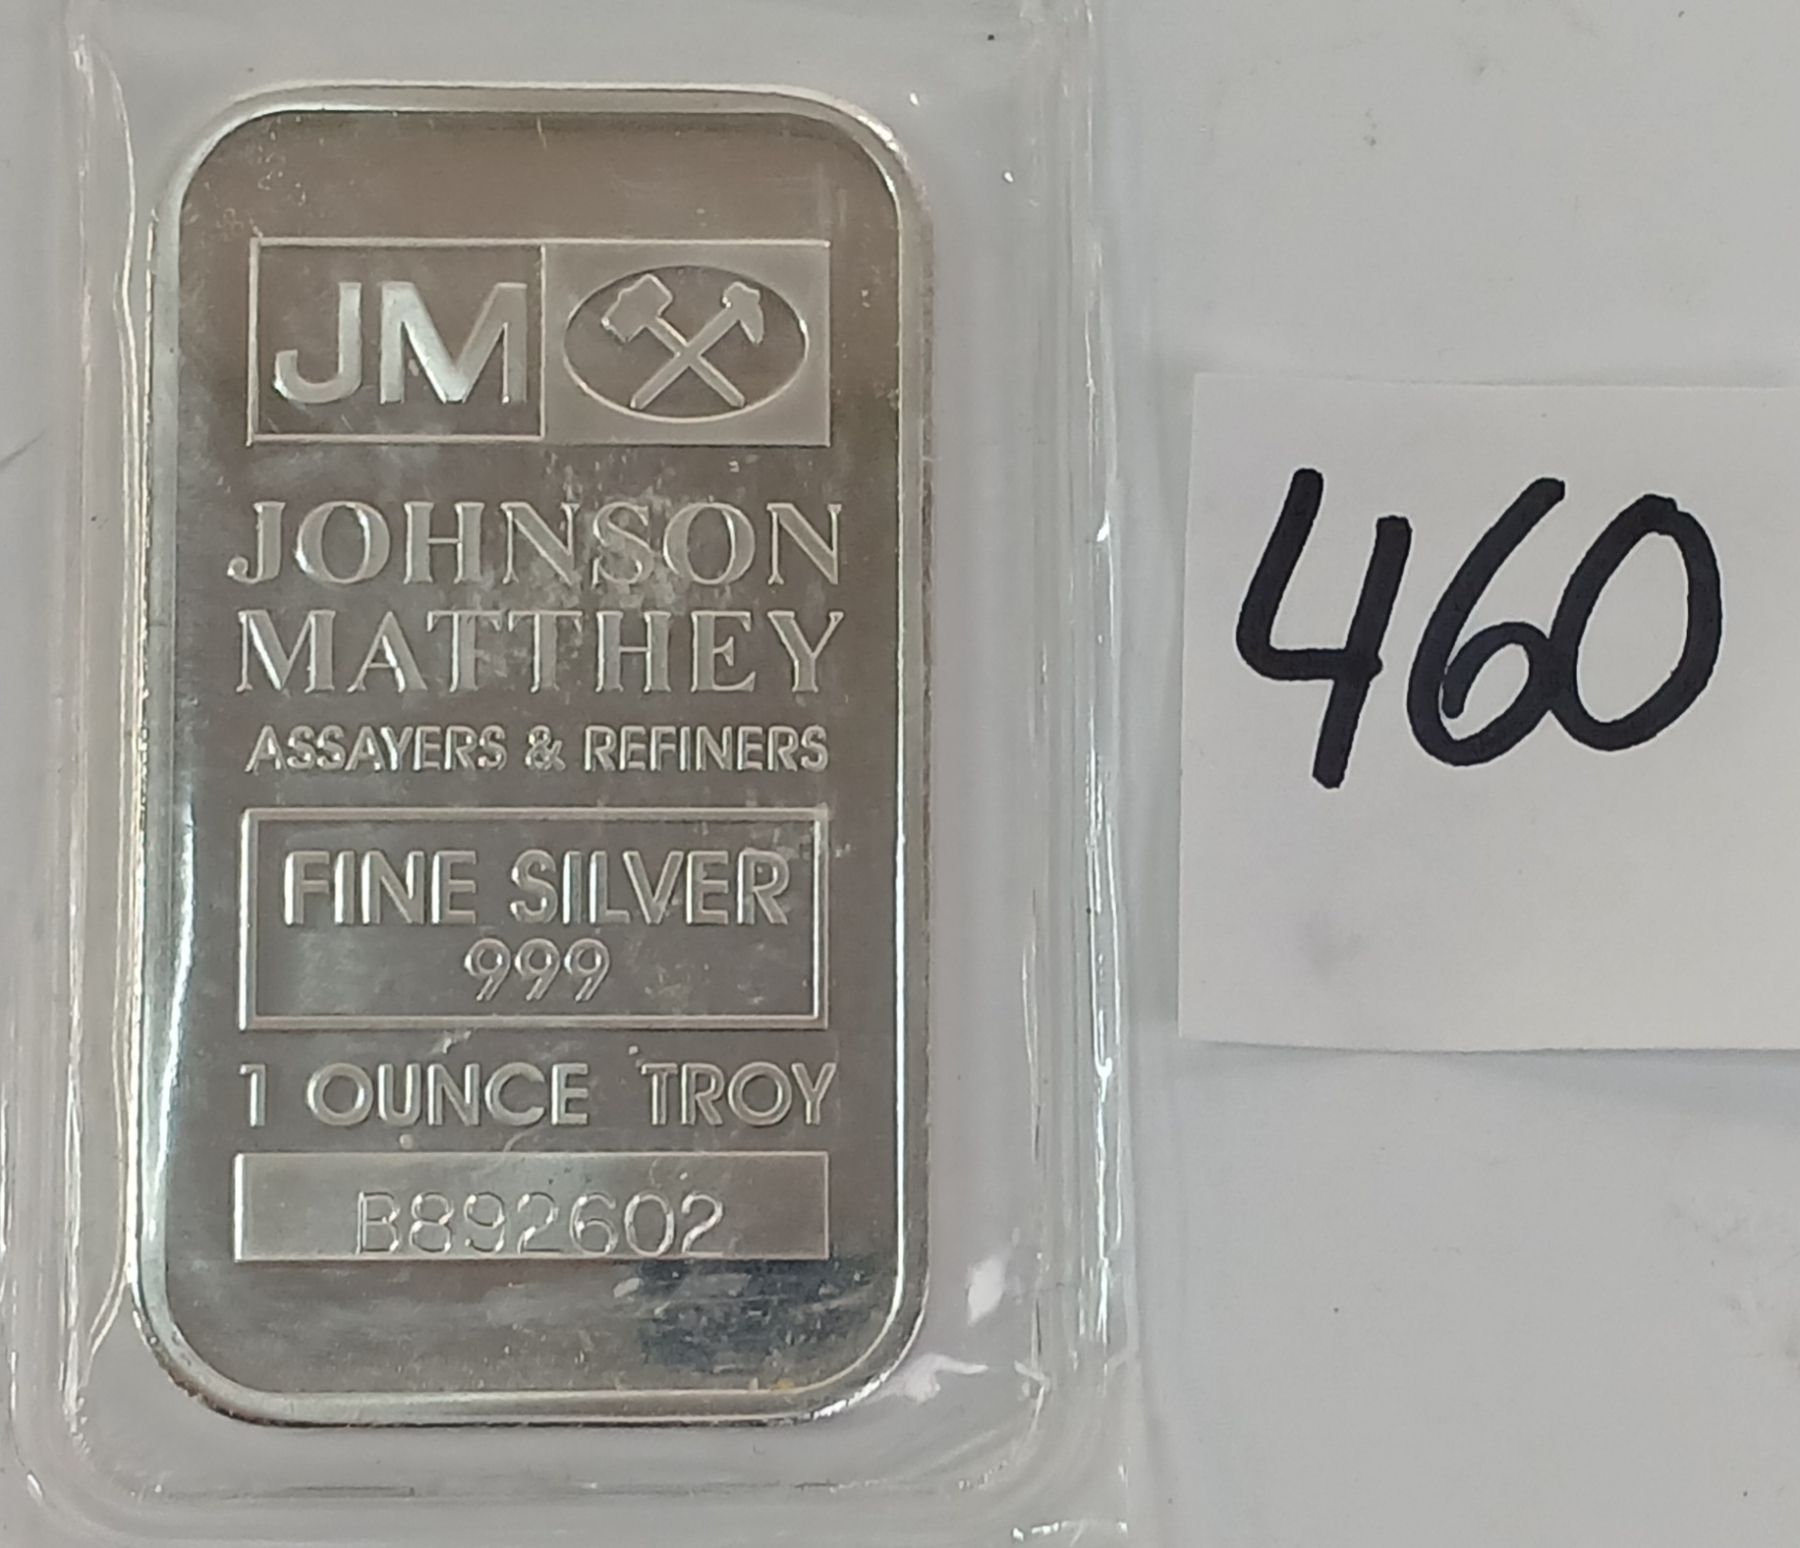 JM
JOHNSON
MATTHEY
ASSAYERS & REFINERS
FINE SILVER
999
1 OUNCE TROY
B892602
460